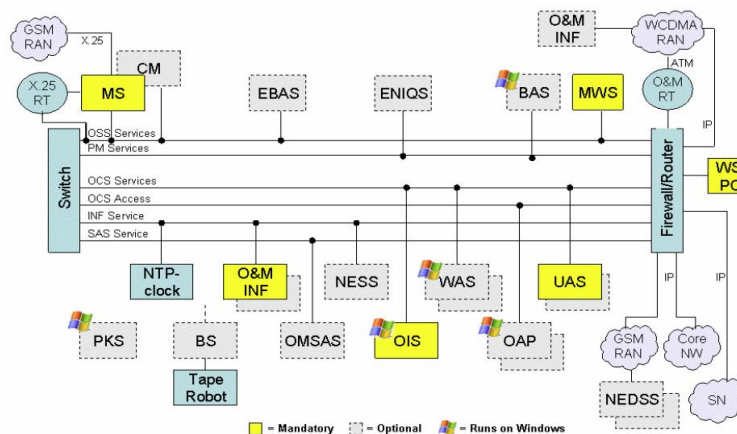 GSM
RAN
X.25
O&M
INF
WCDMA
RAN
CM
X.25
RT
MS
EBAS
ENIQS
BAS
MWS
ATM
O&M
RT
IP
OSS Services
PM Services
Switch
OCS Services
OCS Access
INF Service
SAS Service
Firewall/Router
WS
PC
NTP-
clock
O&M
INF
NESS
WAS
UAS
IP
IP
PKS
BS
OMSAS
OIS
OAP
GSM
RAN
Core
NW
Tape
Robot
NEDSS
SN
= Mandatory
= Optional
= Runs on Windows